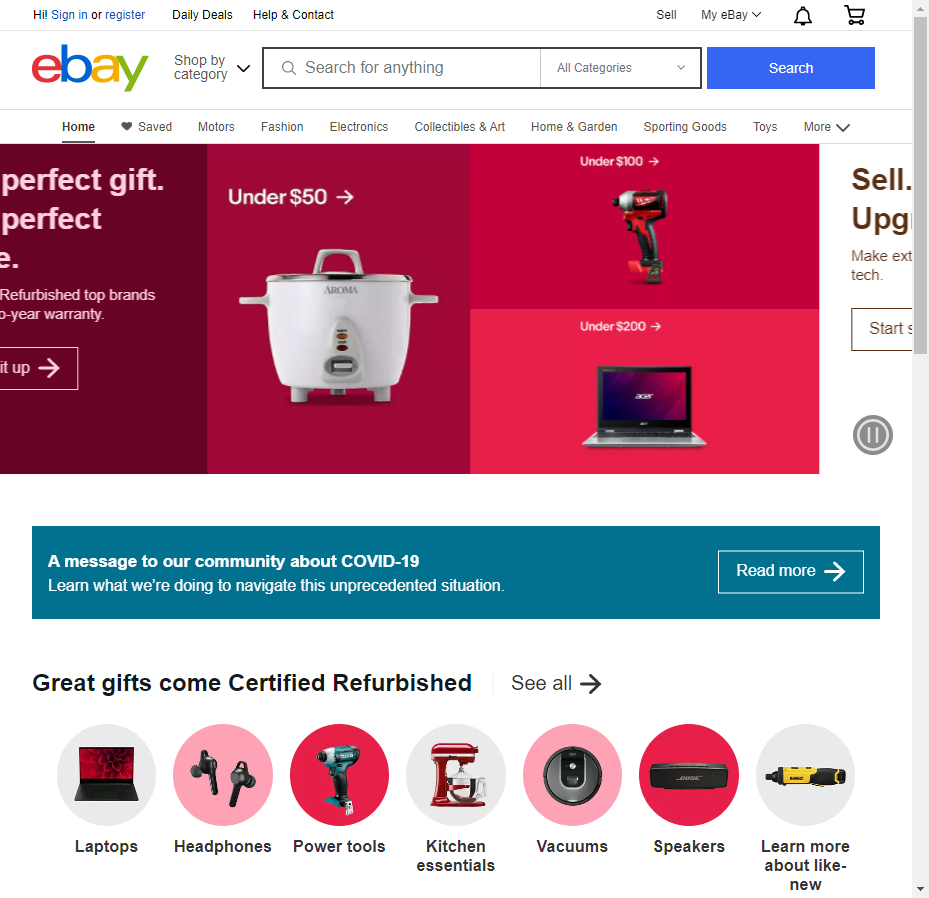 Hi! Sign in or register
Daily Deals
Help & Contact
Sell
My eBay
ebay
Shop by
category
Search for anything
All Categories
Search
Home
Saved
Motors
Fashion
Electronics
Collectibles & Art
Home & Garden
Sporting Goods
Toys
More
perfect gift.
perfect
e.
Refurbished top brands
o-year warranty.
it up
Under $50
AROMA
Under $100
Under $200
acer
Sell.
Upg
Make ext
tech.
Start s
A message to our community about COVID-19
Learn what we're doing to navigate this unprecedented situation.
Read more
Great gifts come Certified Refurbished
See all
BOSE
DEWALT
Laptops
Headphones
Power tools
Kitchen
essentials
Vacuums
Speakers
Learn more
about like-
new